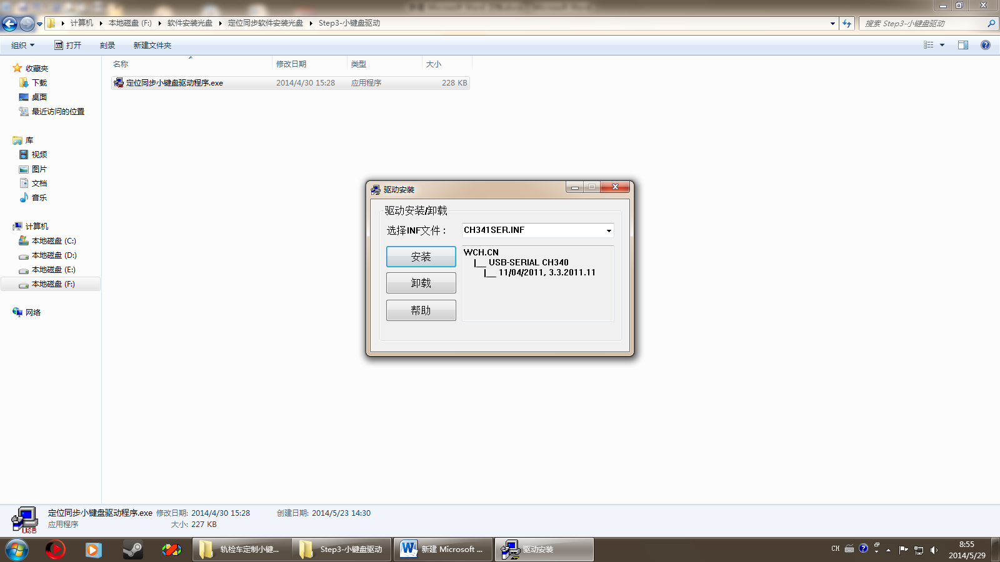 计算机 本地磁盘 (F:) 软件安装光盘 定位同步软件安装光盘 Step3-小键盘驱动
搜索 Step3-小键盘驱动
组织 打开 刻录 新建文件夹
名称 修改日期 类型 大小
定位同步小键盘驱动程序.exe 2014/4/30 15:28 应用程序 228 KB
收藏夹
下载
桌面
最近访问的位置
库
视频
图片
文档
音乐
计算机
本地磁盘 (C:)
本地磁盘 (D:)
本地磁盘 (E:)
本地磁盘 (F:)
网络
驱动安装
驱动安装/卸载
选择INF文件： CH341SER.INF
安装
卸载
帮助
WCH.CN
|__ USB-SERIAL CH340
|__ 11/04/2011, 3.3.2011.11
定位同步小键盘驱动程序.exe 修改日期: 2014/4/30 15:28 创建日期: 2014/5/23 14:30
应用程序 大小: 227 KB
USB
轨检车定制小键... Step3-小键盘驱动 新建 Microsoft ... 驱动安装
CH
8:55
2014/5/29